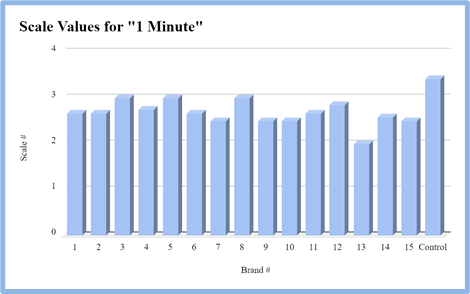 Scale Values for "1 Minute"
4
3
2
1
0
Scale #
1 2 3 4 5 6 7 8 9 10 11 12 13 14 15 Control
Brand #